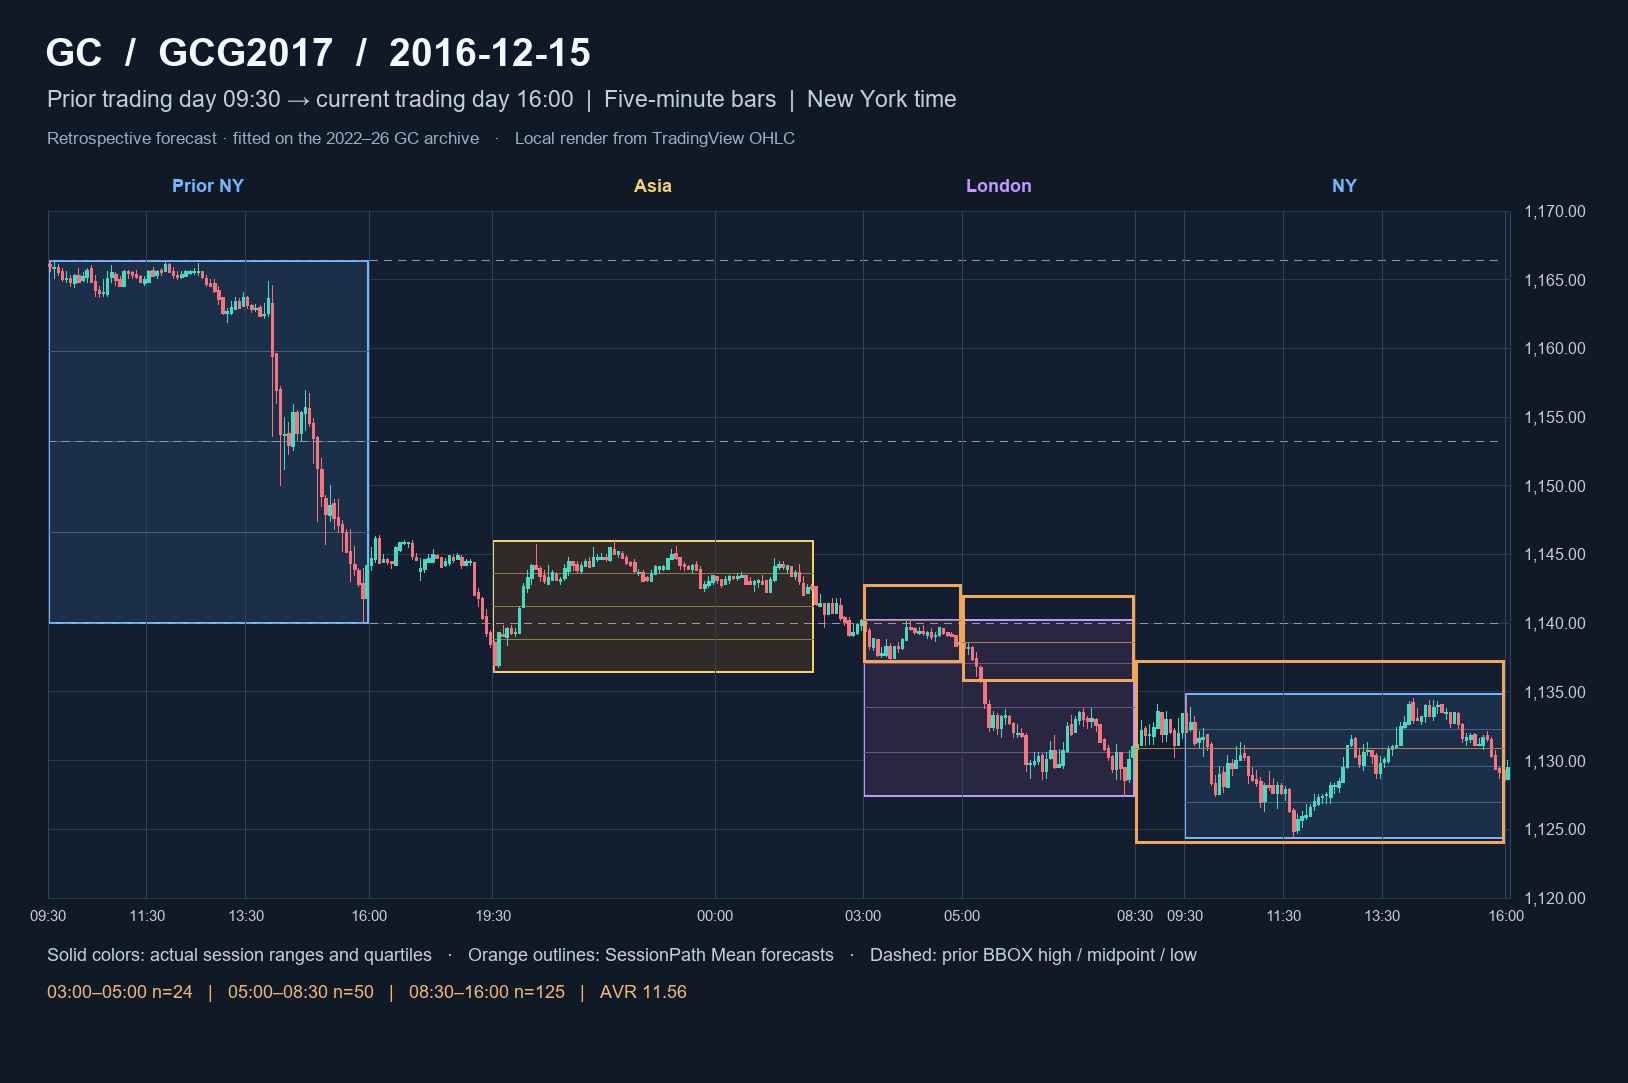 GC / GCG2017 / 2016-12-15
Prior trading day 09:30 → current trading day 16:00 | Five-minute bars | New York time
Retrospective forecast · fitted on the 2022–26 GC archive · Local render from TradingView OHLC
Prior NY Asia London NY
1,170.00
1,165.00
1,160.00
1,155.00
1,150.00
1,145.00
1,140.00
1,135.00
1,130.00
1,125.00
1,120.00
09:30 11:30 13:30 16:00 19:30 00:00 03:00 05:00 08:30 09:30 11:30 13:30 16:00
Solid colors: actual session ranges and quartiles · Orange outlines: SessionPath Mean forecasts · Dashed: prior BBOX high / midpoint / low
03:00–05:00 n=24 | 05:00–08:30 n=50 | 08:30–16:00 n=125 | AVR 11.56